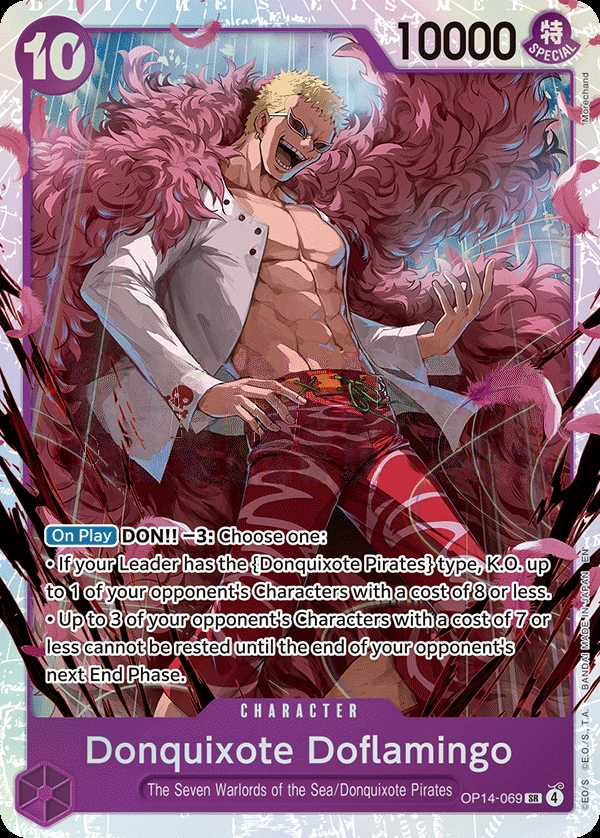 10
10000
特
SPECIAL
Morechand
On Play DON!! −3: Choose one:
• If your Leader has the {Donquixote Pirates} type, K.O. up
to 1 of your opponent's Characters with a cost of 8 or less.
• Up to 3 of your opponent's Characters with a cost of 7 or
less cannot be rested until the end of your opponent's
next End Phase.
©E.O/S ©E.O./S., T.A. BANDAI MADE IN JAPAN EN
CHARACTER
Donquixote Doflamingo
The Seven Warlords of the Sea/Donquixote Pirates
OP14-069 SR 4